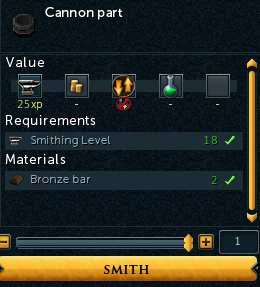 Cannon part
Value
25xp - - -
Requirements
Smithing Level 18
Materials
Bronze bar 2
1
SMITH